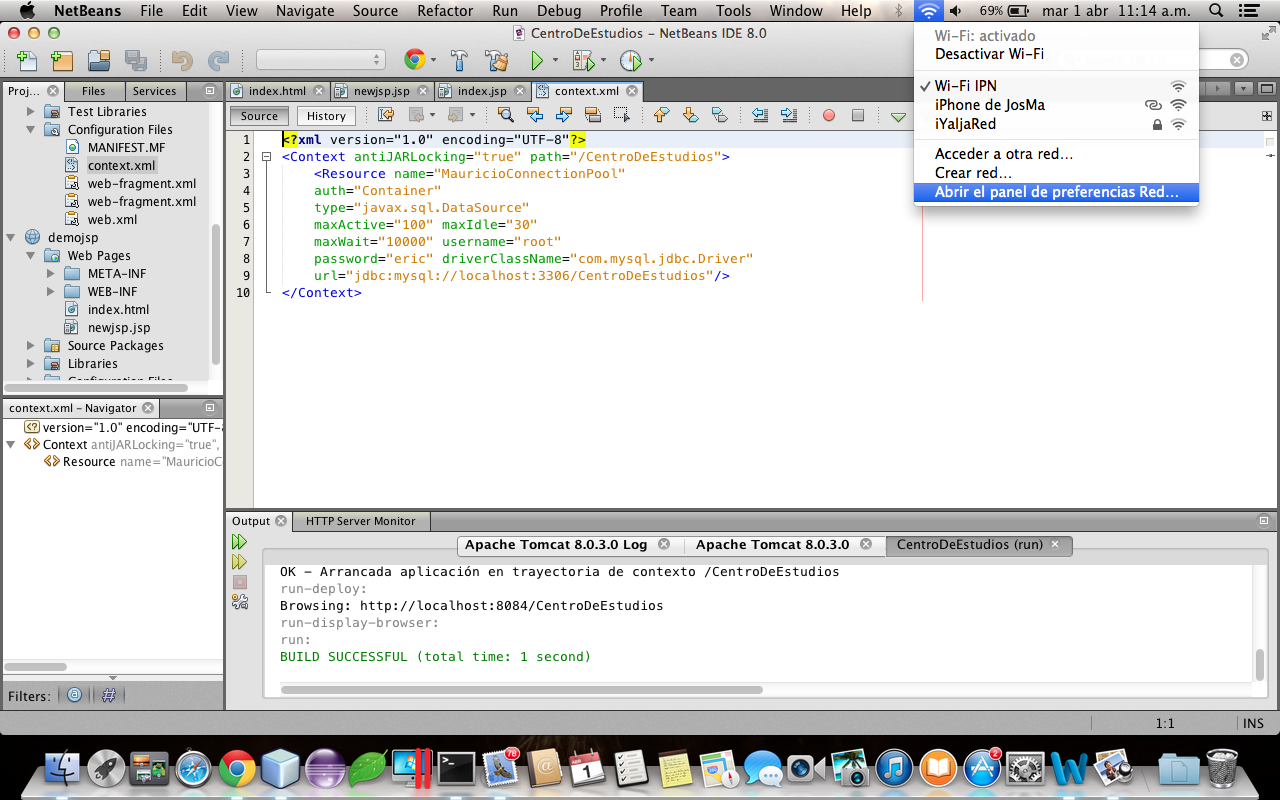 NetBeans File Edit View Navigate Source Refactor Run Debug Profile Team Tools Window Help 69% mar 1 abr 11:14 a.m.
CentroDeEstudios – NetBeans IDE 8.0
Wi-Fi: activado
Desactivar Wi-Fi
Wi-Fi IPN
iPhone de JosMa
iYaljaRed
Acceder a otra red...
Crear red...
Abrir el panel de preferencias Red...
Proj... Files Services
Test Libraries
Configuration Files
MANIFEST.MF
context.xml
web-fragment.xml
web-fragment.xml
web.xml
demojsp
Web Pages
META-INF
WEB-INF
index.html
newjsp.jsp
Source Packages
Libraries
Configuration Files
index.html newjsp.jsp index.jsp context.xml
Source History
1 <?xml version="1.0" encoding="UTF-8"?>
2 <Context antiJARLocking="true" path="/CentroDeEstudios">
3 <Resource name="MauricioConnectionPool"
4 auth="Container"
5 type="javax.sql.DataSource"
6 maxActive="100" maxIdle="30"
7 maxWait="10000" username="root"
8 password="eric" driverClassName="com.mysql.jdbc.Driver"
9 url="jdbc:mysql://localhost:3306/CentroDeEstudios"/>
10 </Context>
context.xml – Navigator
<?> version="1.0" encoding="UTF-8
Context antiJARLocking="true",
Resource name="MauricioC
Filters: @ #
Output HTTP Server Monitor
Apache Tomcat 8.0.3.0 Log Apache Tomcat 8.0.3.0 CentroDeEstudios (run)
OK - Arrancada aplicación en trayectoria de contexto /CentroDeEstudios
run-deploy:
Browsing: http://localhost:8084/CentroDeEstudios
run-display-browser:
run:
BUILD SUCCESSFUL (total time: 1 second)
1:1 INS
78
1
2